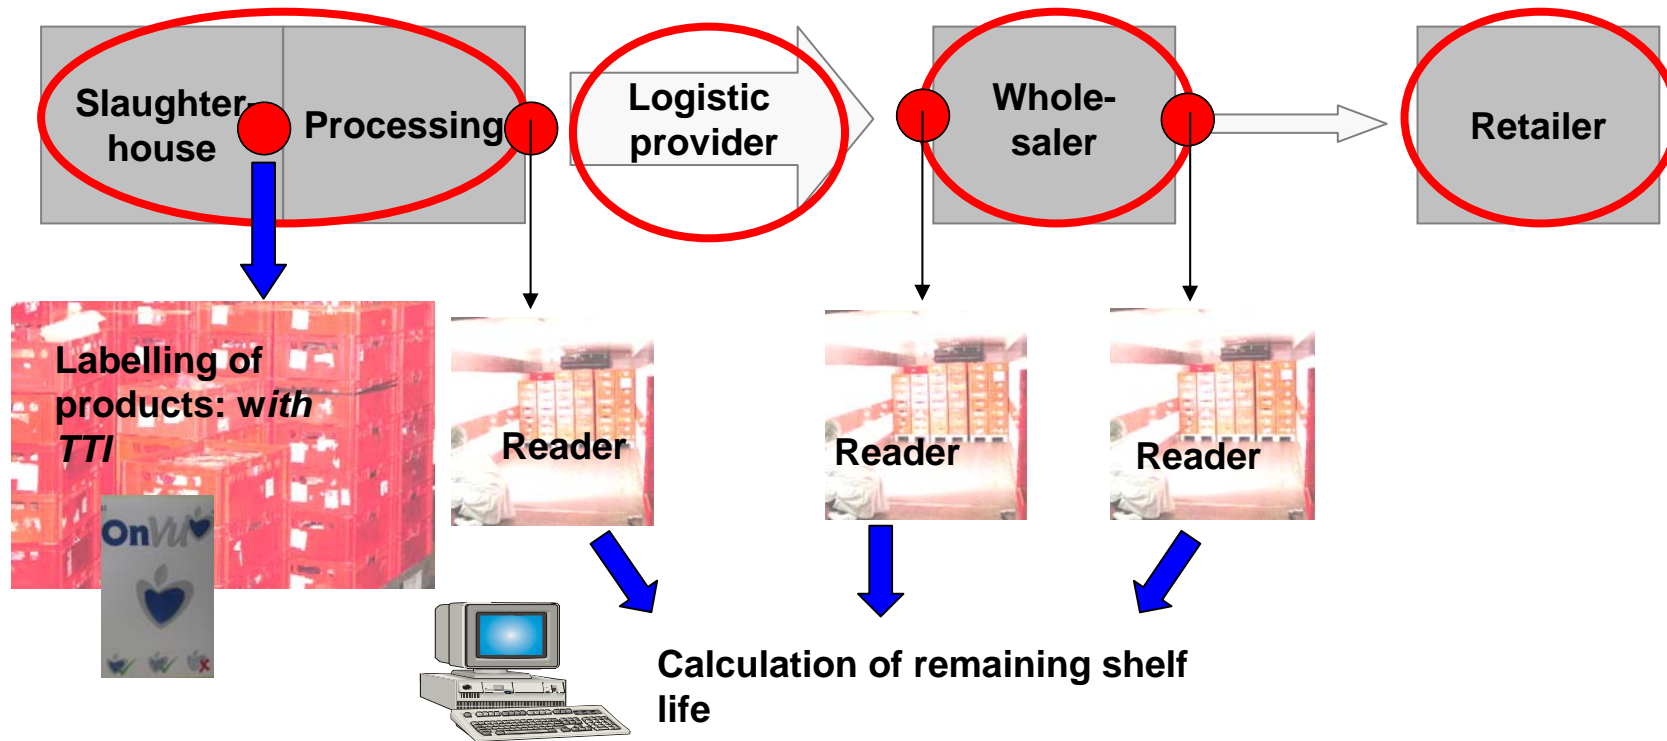 Slaughter-
house
Processing
Logistic
provider
Whole-
saler
Retailer
Labelling of
products: with
TTI
Reader
Reader
Reader
OnVu
Calculation of remaining shelf
life